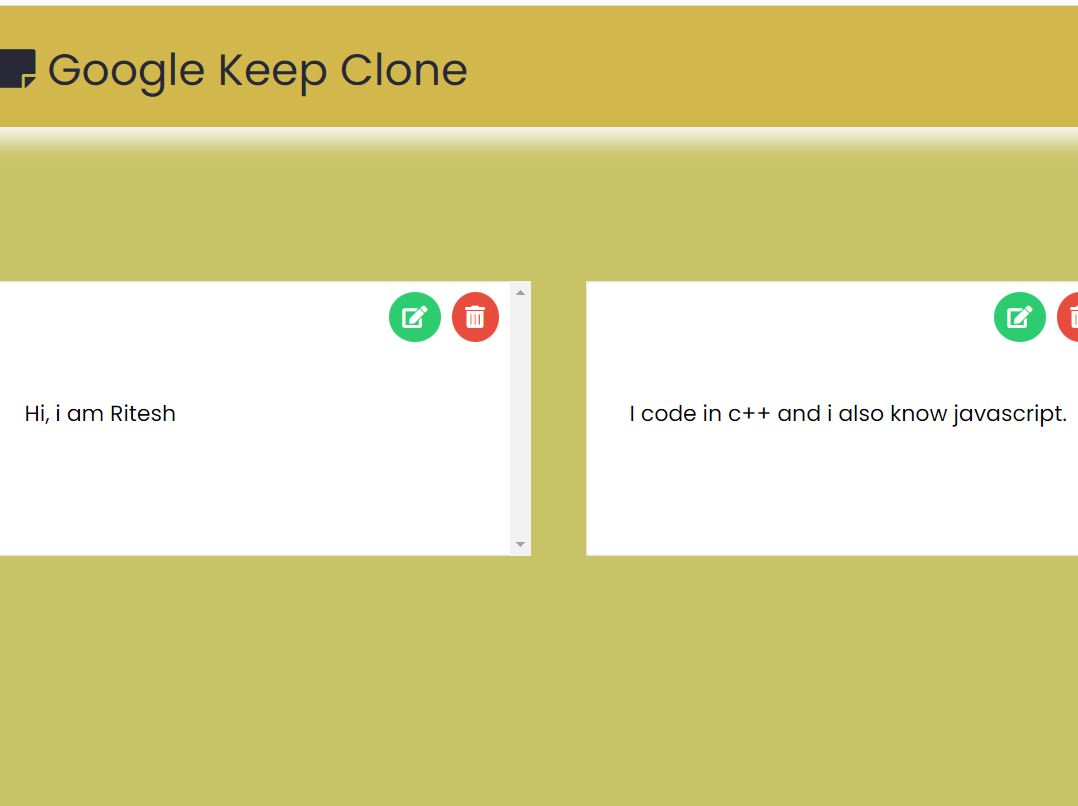 Google Keep Clone
Hi, i am Ritesh
I code in c++ and i also know javascript.